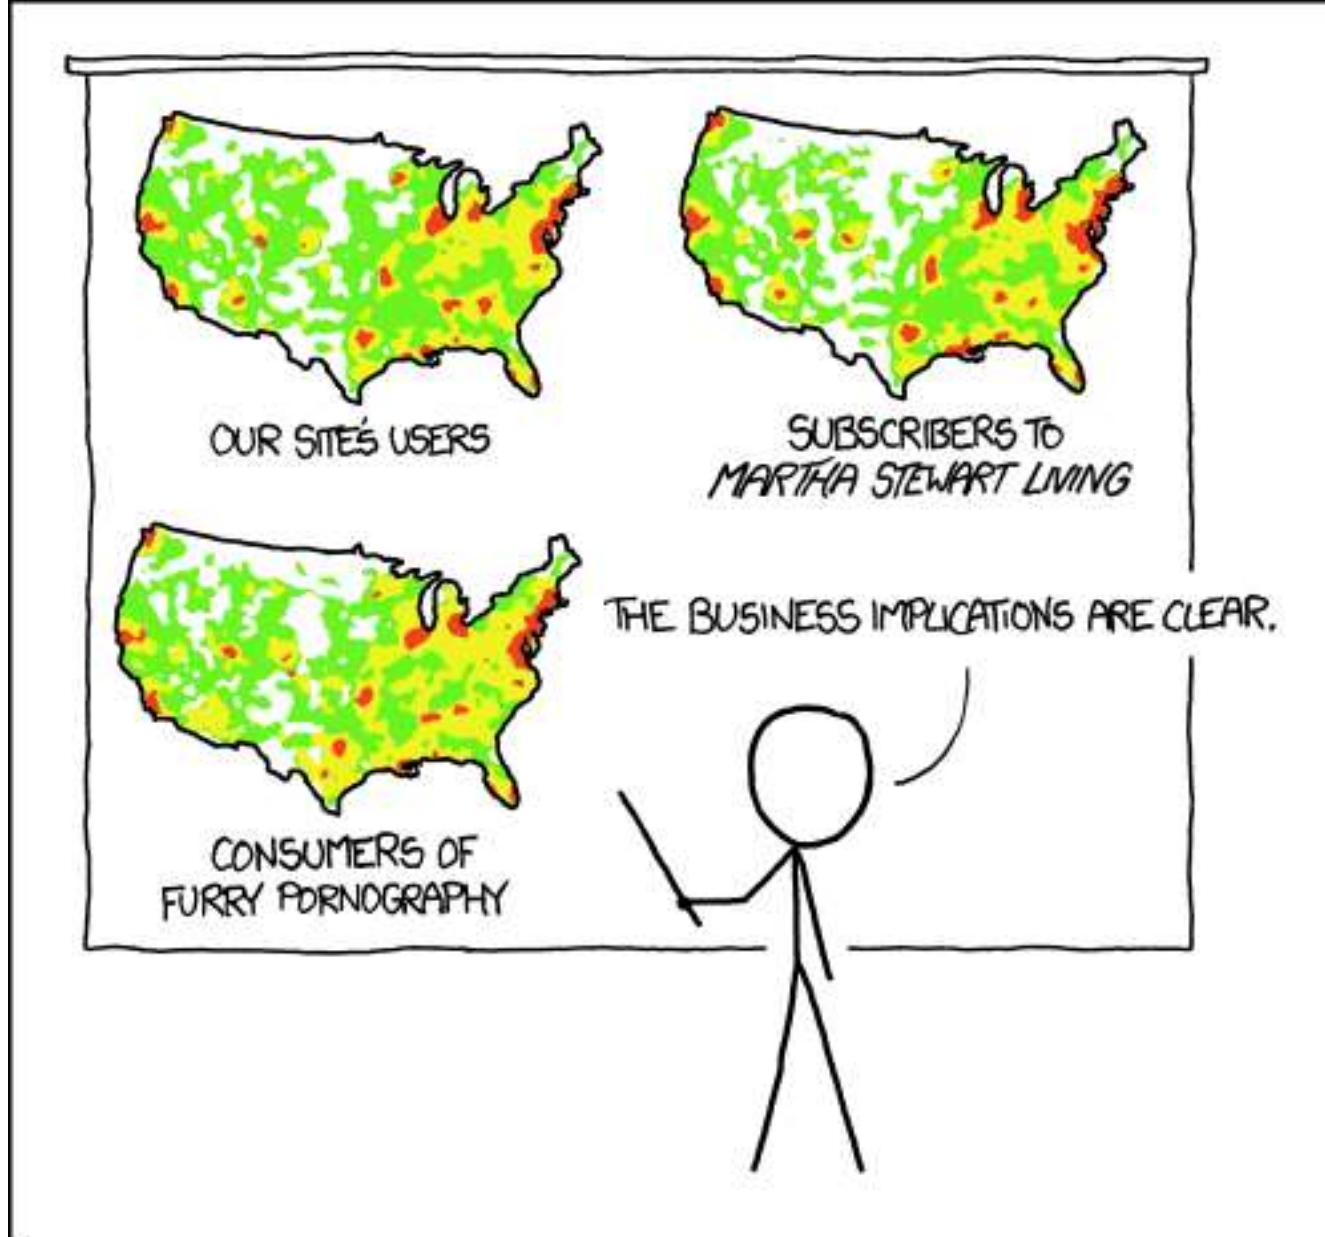 OUR SITE'S USERS
SUBSCRIBERS TO
MARTHA STEWART LIVING
CONSUMERS OF
FURRY PORNOGRAPHY
THE BUSINESS IMPLICATIONS ARE CLEAR.